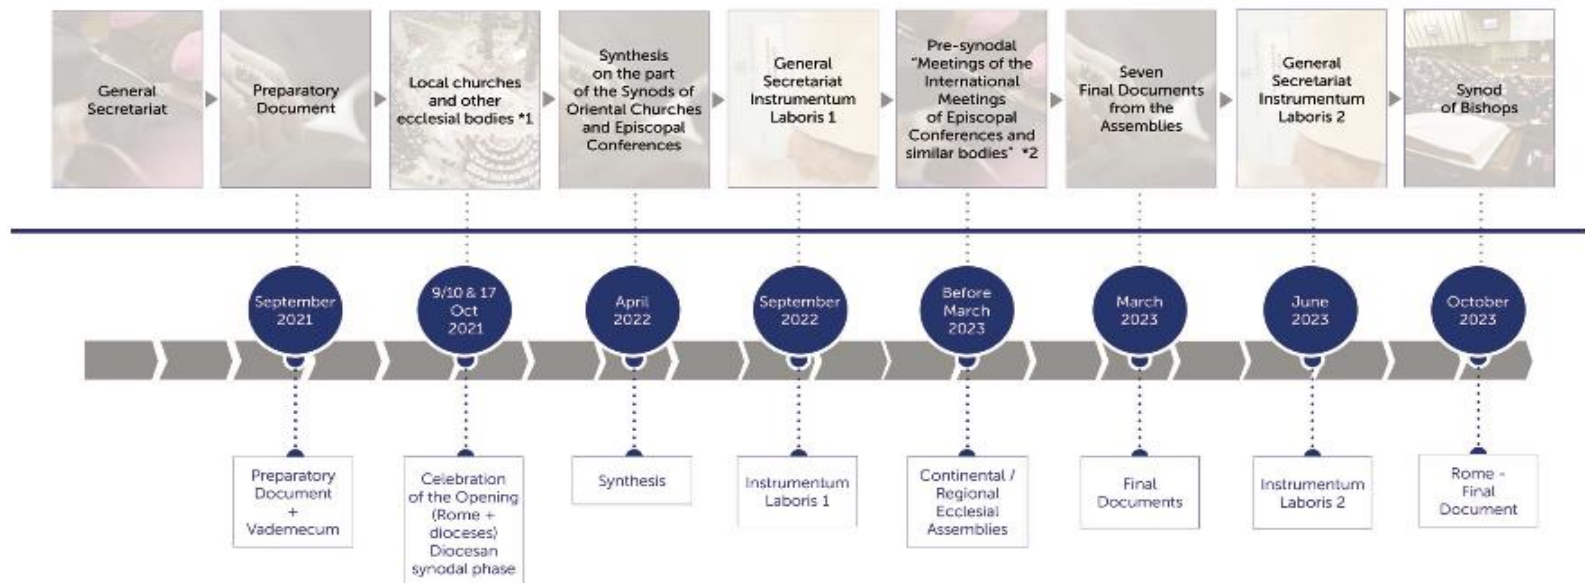 General
Secretariat
Preparatory
Document
Local churches
and other
ecclesial bodies *1
Synthesis
on the part
of the Synods of
Oriental Churches
and Episcopal
Conferences
General
Secretariat
Instrumentum
Laboris 1
Pre-synodal
"Meetings of the
International
Meetings
of Episcopal
Conferences and
similar bodies" *2
Seven
Final Documents
from the
Assemblies
General
Secretariat
Instrumentum
Laboris 2
Synod
of Bishops
September
2021
9/10 & 17
Oct
2021
April
2022
September
2022
Before
March
2023
March
2023
June
2023
October
2023
Preparatory
Document
+
Vademecum
Celebration
of the Opening
(Rome +
dioceses)
Diocesan
synodal phase
Synthesis
Instrumentum
Laboris 1
Continental /
Regional
Ecclesial
Assemblies
Final
Documents
Instrumentum
Laboris 2
Rome -
Final
Document